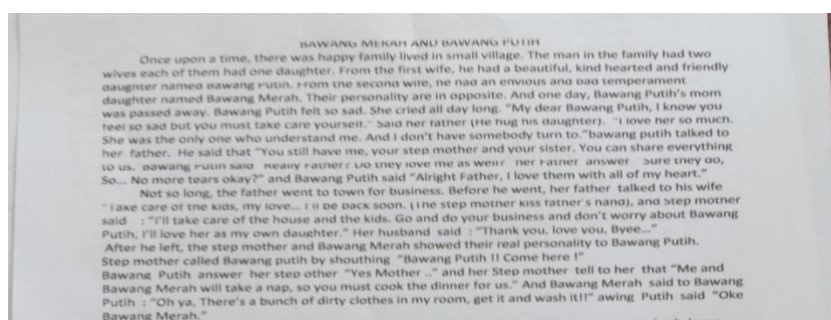 BAWANG MERAH AND BAWANG PUTIH
Once upon a time, there was happy family lived in small village. The man in the family had two
wives each of them had one daughter. From the first wife, he had a beautiful, kind hearted and friendly
daughter named Bawang Putih. From the second wife, he had an envious and bad temperament
daughter named Bawang Merah. Their personality are in opposite. And one day, Bawang Putih's mom
was passed away. Bawang Putih felt so sad. She cried all day long. "My dear Bawang Putih, I know you
feel so sad but you must take care yourself." Said her father (He hug his daughter). "I love her so much.
She was the only one who understand me. And I don't have somebody turn to."bawang putih talked to
her father. He said that "You still have me, your step mother and your sister. You can share everything
to us. Bawang Putih said "Really Father? Do they love me as well?" her Father answer "Sure they do,
So... No more tears okay?" and Bawang Putih said "Alright Father, I love them with all of my heart."
Not so long, the father went to town for business. Before he went, her father talked to his wife
"Take care of the kids, my love... I'll be back soon. (The step mother kiss father's hand), and Step mother
said : "I'll take care of the house and the kids. Go and do your business and don't worry about Bawang
Putih, I'll love her as my own daughter." Her husband said : "Thank you, love you, Byee..."
After he left, the step mother and Bawang Merah showed their real personality to Bawang Putih.
Step mother called Bawang putih by shouthing "Bawang Putih !! Come here !"
Bawang Putih answer her step other "Yes Mother .." and her Step mother tell to her that "Me and
Bawang Merah will take a nap, so you must cook the dinner for us." And Bawang Merah said to Bawang
Putih : "Oh ya, There's a bunch of dirty clothes in my room, get it and wash it!!" awing Putih said "Oke
Bawang Merah."